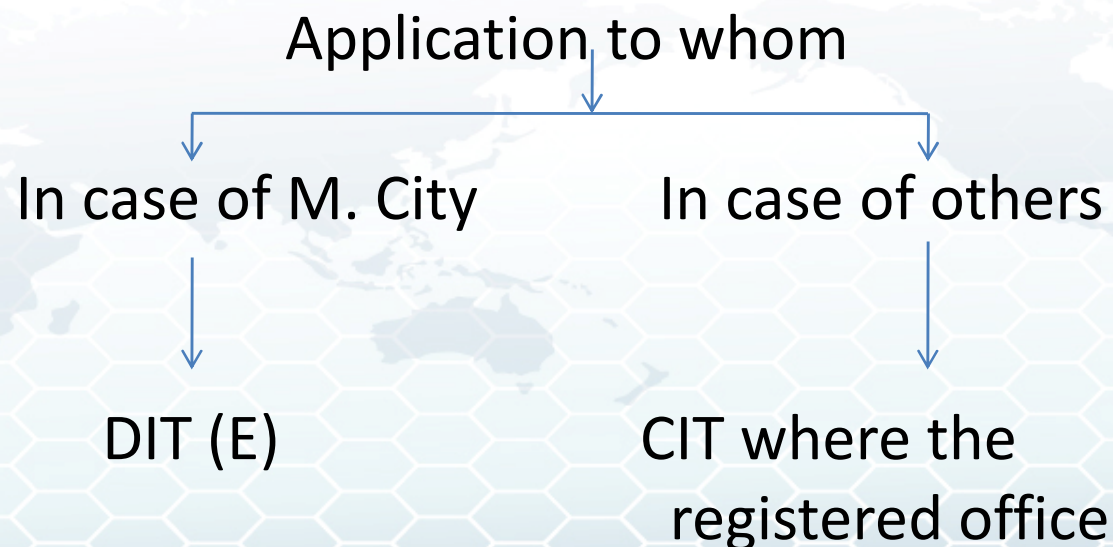 Application to whom
In case of M. City
In case of others
DIT (E)
CIT where the
registered office